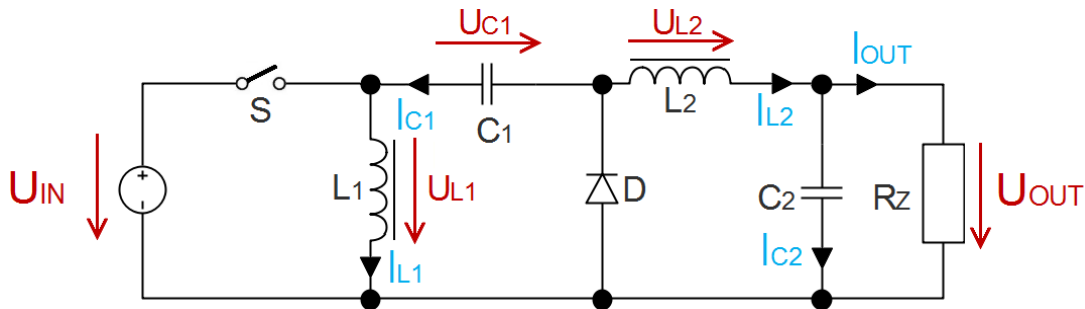 UC1
UL2
IOUT
S
IC1
C1
L2
IL2
UIN
+
-
L1
UL1
D
C2
RZ
UOUT
IL1
IC2